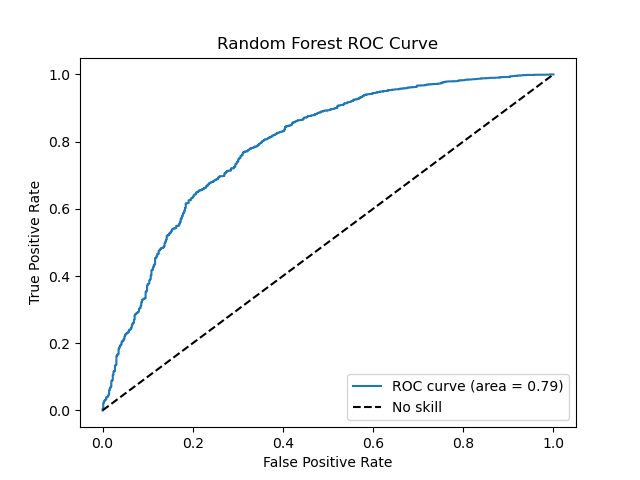 Random Forest ROC Curve
True Positive Rate
1.0
0.8
0.6
0.4
0.2
0.0
ROC curve (area = 0.79)
No skill
0.0 0.2 0.4 0.6 0.8 1.0
False Positive Rate